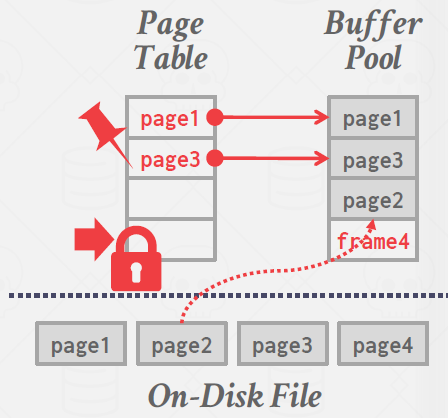 Page Table
Buffer Pool
page1
page3
page1
page3
page2
frame4
page1
page2
page3
page4
On-Disk File